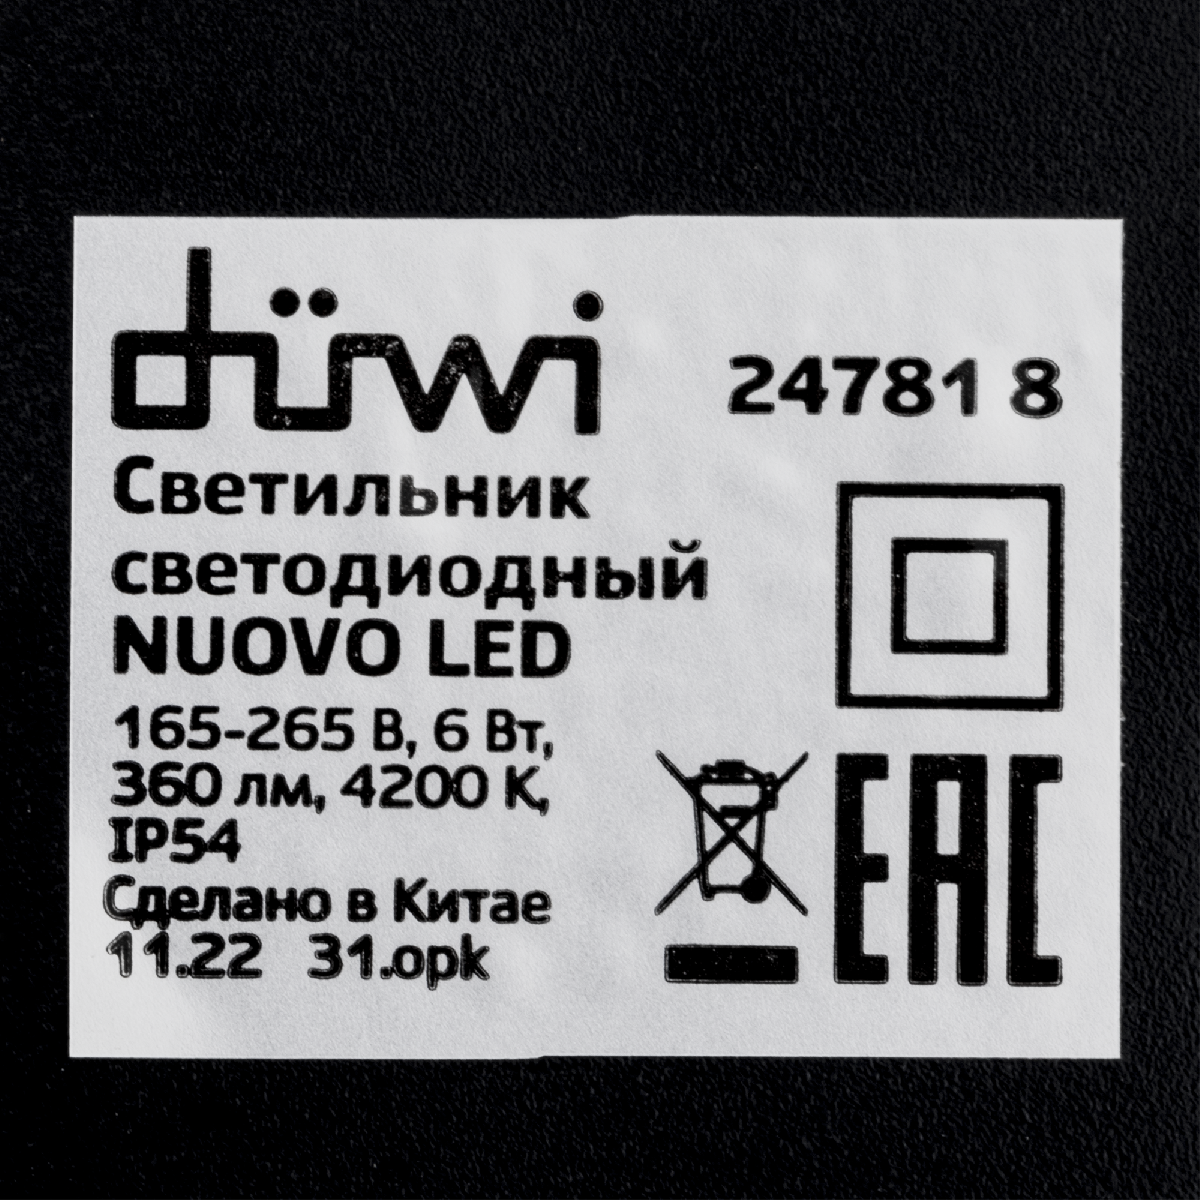 düwi
24781 8
Светильник
светодиодный
NUOVO LED
165-265 В, 6 Вт,
360 лм, 4200 К,
IP54
Сделано в Китае
11.22 31.opk
EAC